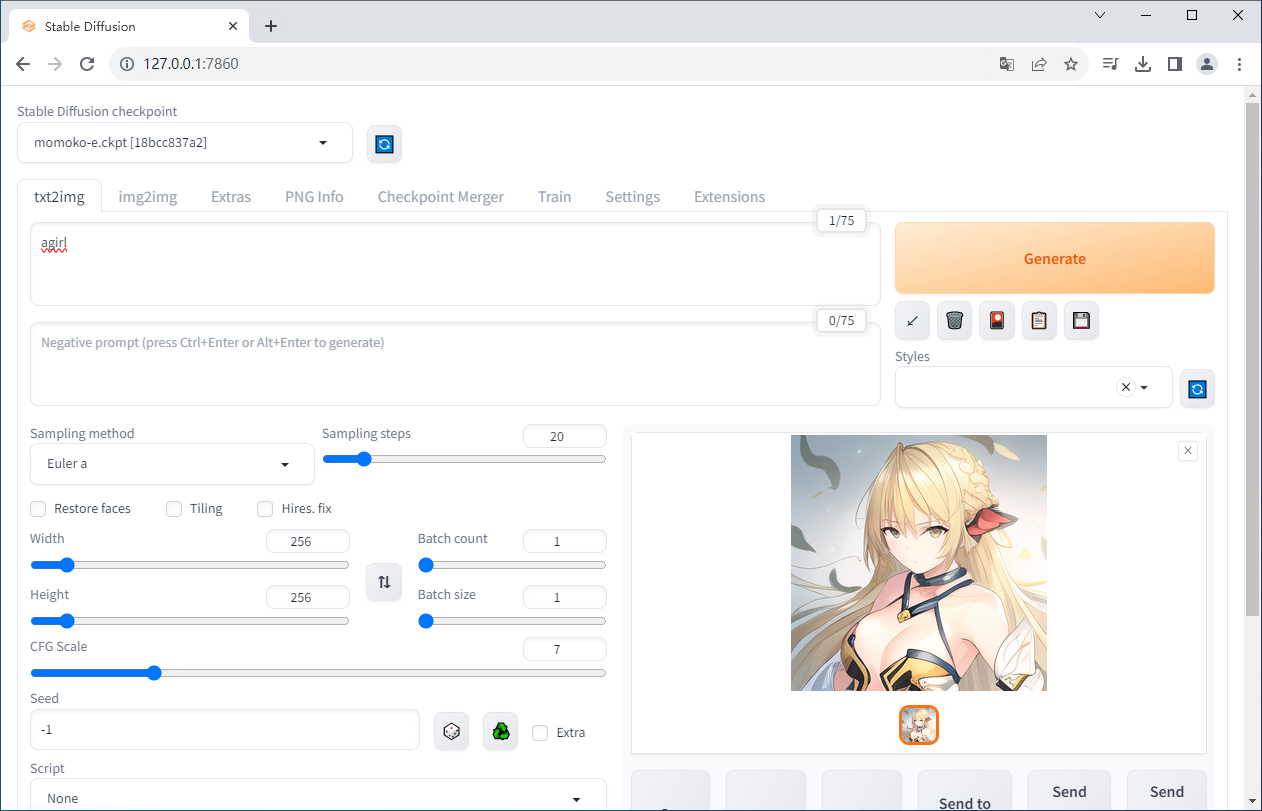 Stable Diffusion
127.0.0.1:7860
Stable Diffusion checkpoint
momoko-e.ckpt [18bcc837a2]
txt2img img2img Extras PNG Info Checkpoint Merger Train Settings Extensions
1/75
agirl
Generate
0/75
Negative prompt (press Ctrl+Enter or Alt+Enter to generate)
Styles
Sampling method
Euler a
Sampling steps
20
Restore faces Tiling Hires. fix
Width
256
Batch count
1
Height
256
Batch size
1
CFG Scale
7
Seed
-1
Extra
Script
None
Send to
Send
Send